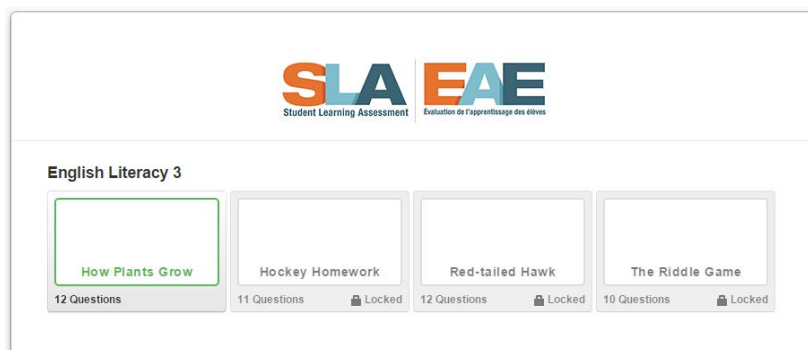 SLA EAE
Student Learning Assessment Évaluation de l'apprentissage des élèves
English Literacy 3
How Plants Grow Hockey Homework Red-tailed Hawk The Riddle Game
12 Questions 11 Questions Locked 12 Questions Locked 10 Questions Locked